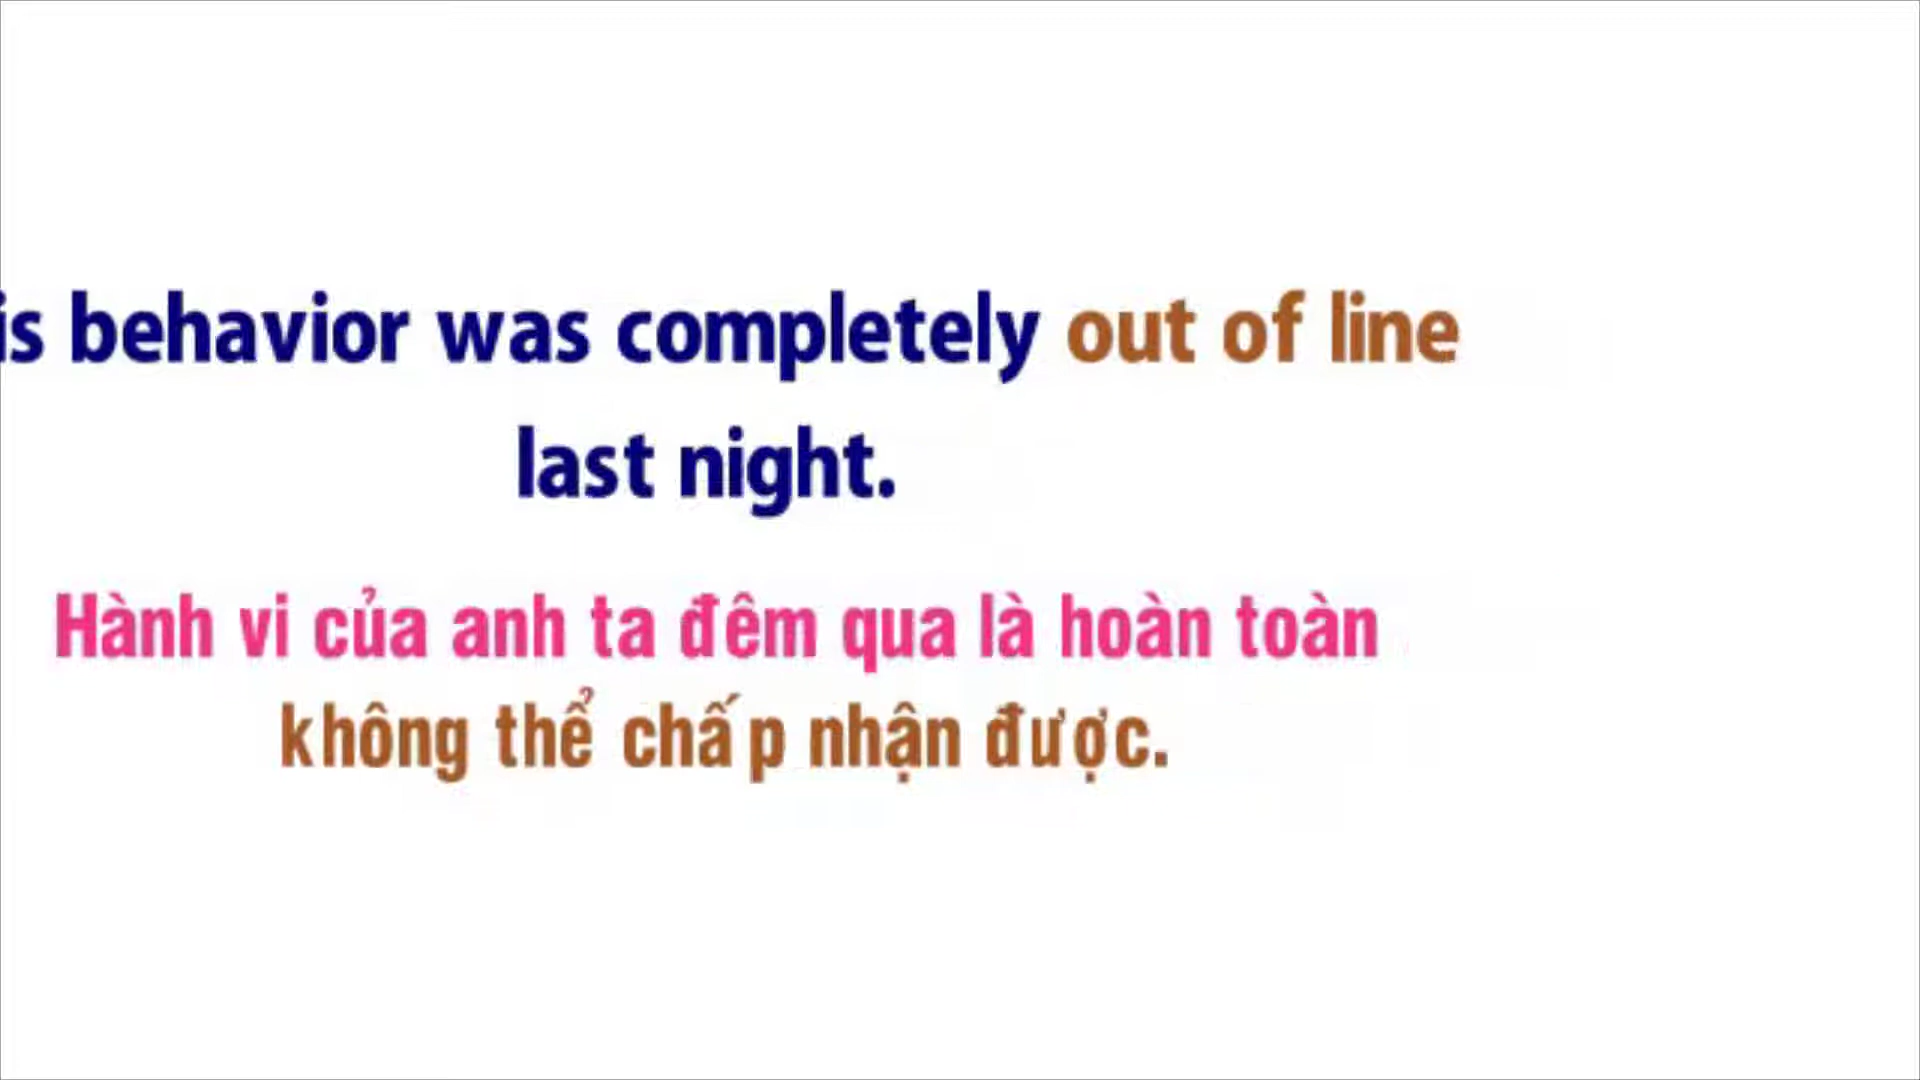 is behavior was completely out of line
last night.
Hành vi của anh ta đêm qua là hoàn toàn
không thể chấp nhận được.